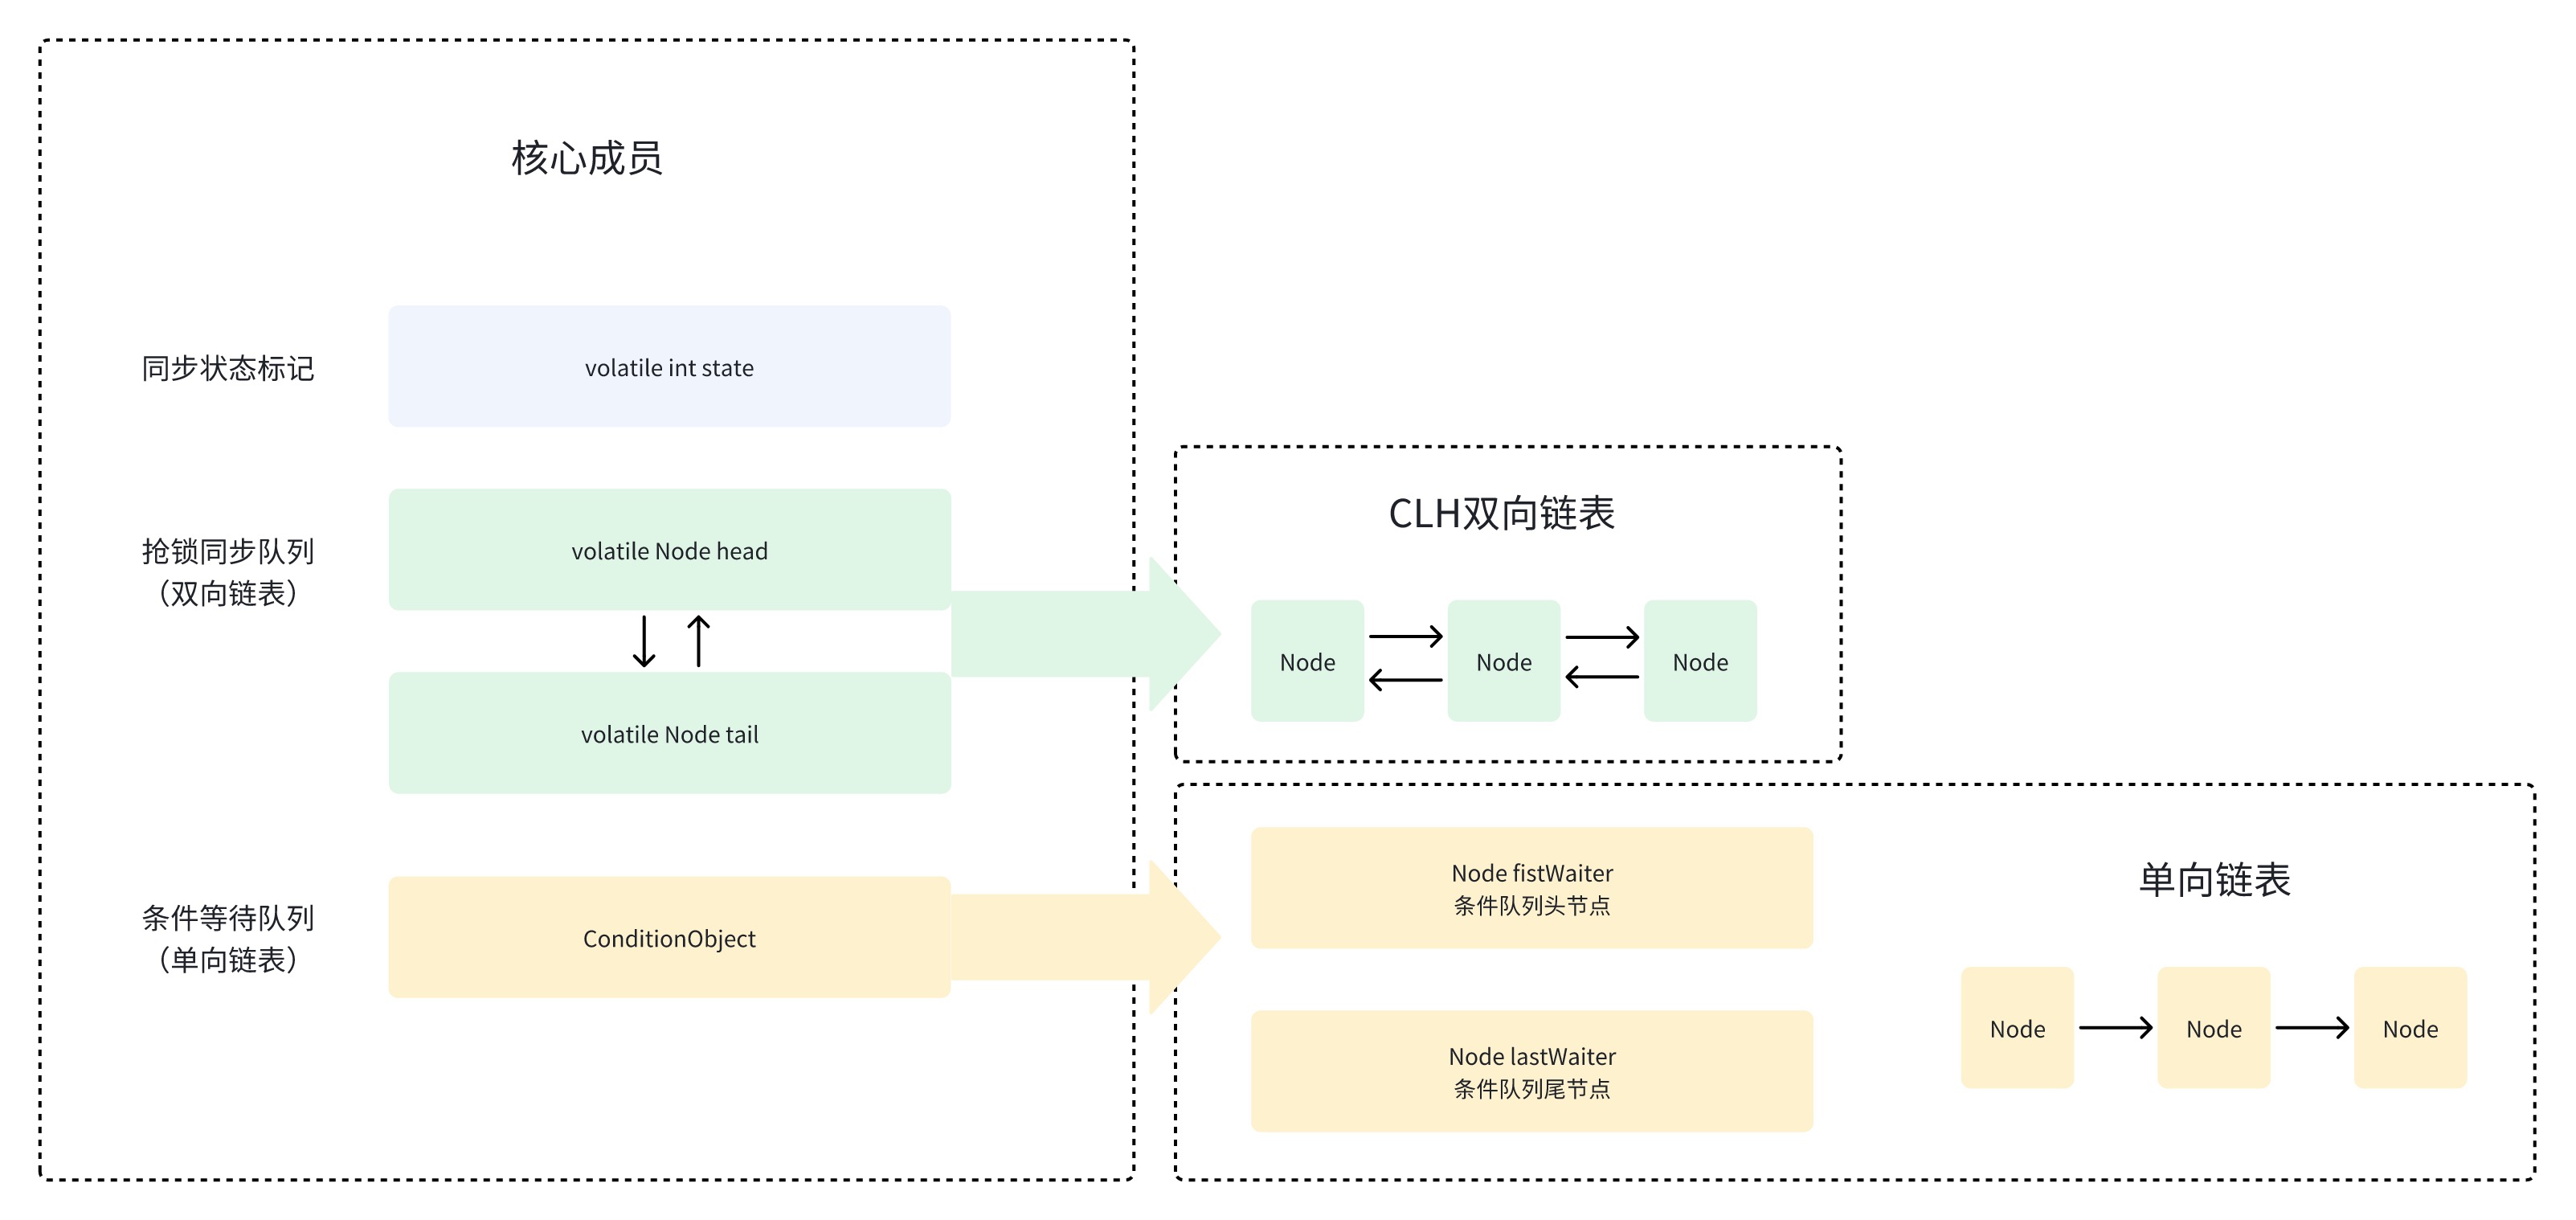 核心成员
同步状态标记
volatile int state
抢锁同步队列
（双向链表）
volatile Node head
volatile Node tail
条件等待队列
（单向链表）
ConditionObject
CLH双向链表
Node
Node
Node
Node fistWaiter
条件队列头节点
Node lastWaiter
条件队列尾节点
单向链表
Node
Node
Node